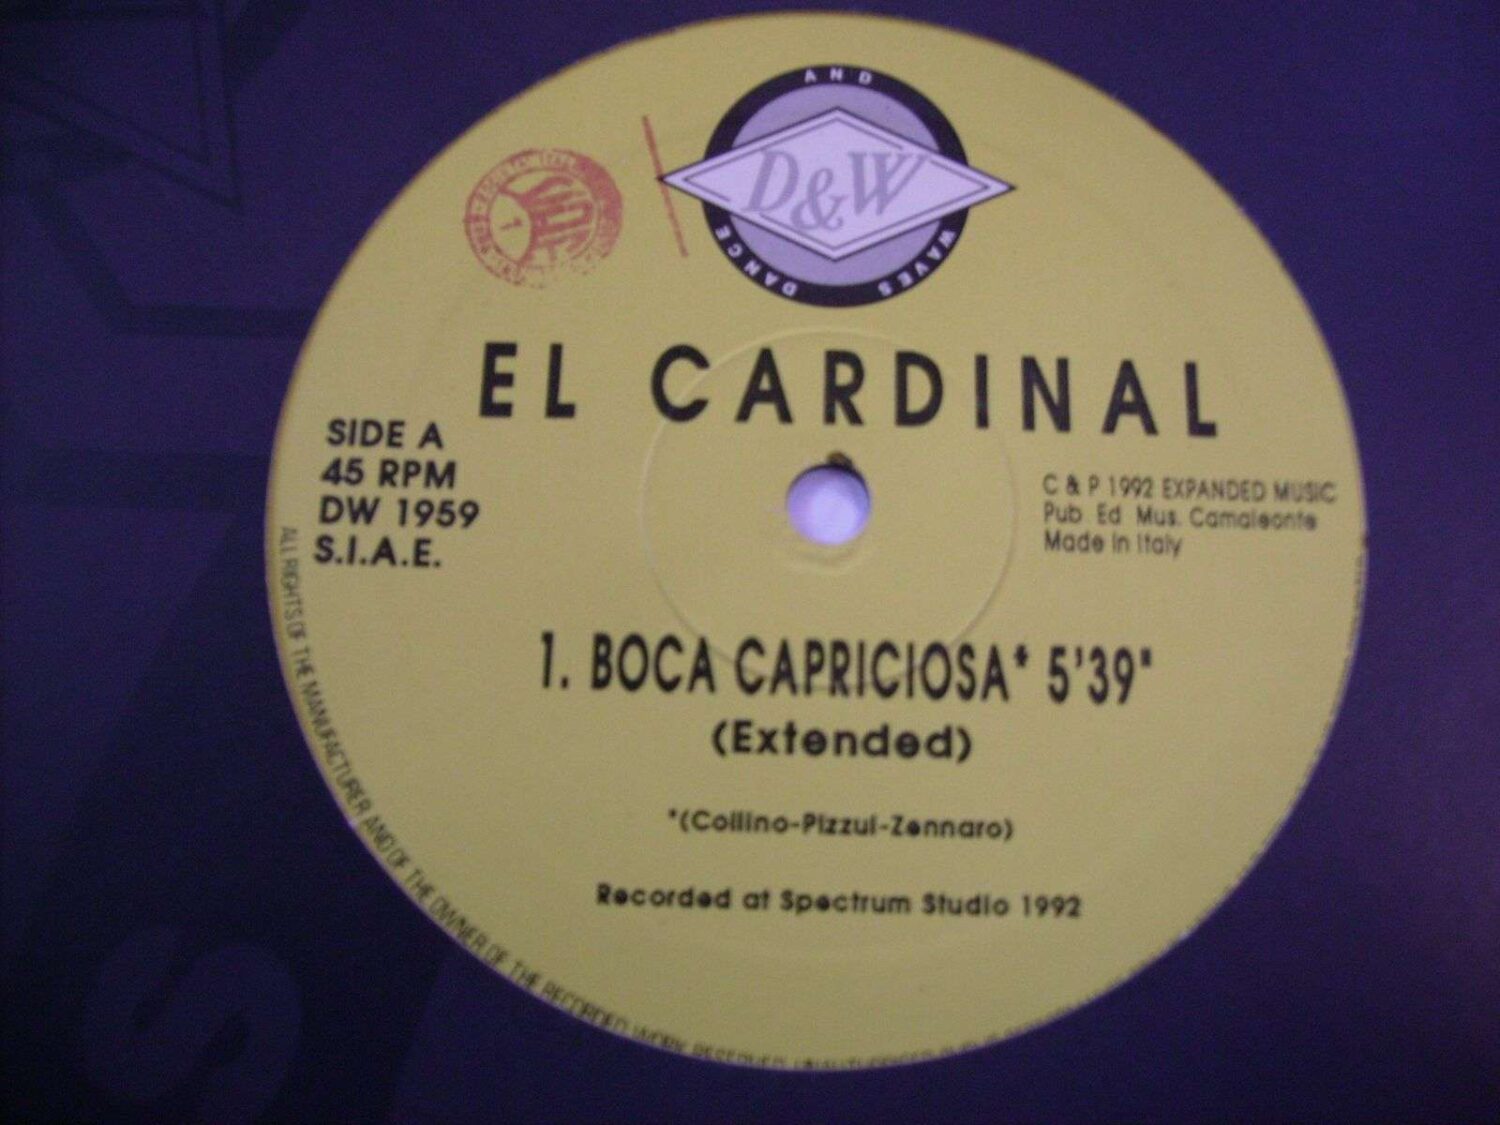 AND
D&W
DANCE WAVES
EL CARDINAL
SIDE A
45 RPM
DW 1959
S.I.A.E.
C & P 1992 EXPANDED MUSIC
Pub Ed Mus. Camaleonte
Made in Italy
1. BOCA CAPRICIOSA* 5'39"
(Extended)
*(Collino-Pizzul-Zennaro)
Recorded at Spectrum Studio 1992
ALL RIGHTS OF THE MANUFACTURER AND OF THE OWNER OF THE RECORDED WORK RESERVED. UNAUTHORISED PUBLIC